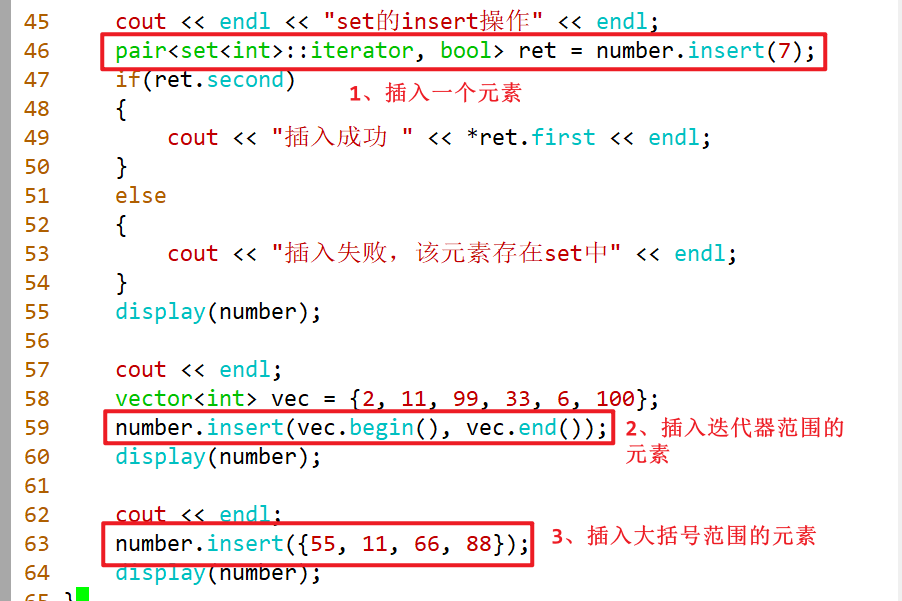 45 cout << endl << "set的insert操作" << endl;
46 pair<set<int>::iterator, bool> ret = number.insert(7);
47 if(ret.second)
1、插入一个元素
48 {
49 cout << "插入成功 " << *ret.first << endl;
50 }
51 else
52 {
53 cout << "插入失败，该元素存在set中" << endl;
54 }
55 display(number);
56
57 cout << endl;
58 vector<int> vec = {2, 11, 99, 33, 6, 100};
59 number.insert(vec.begin(), vec.end());
2、插入迭代器范围的
元素
60 display(number);
61
62 cout << endl;
63 number.insert({55, 11, 66, 88});
3、插入大括号范围的元素
64 display(number);
65 }